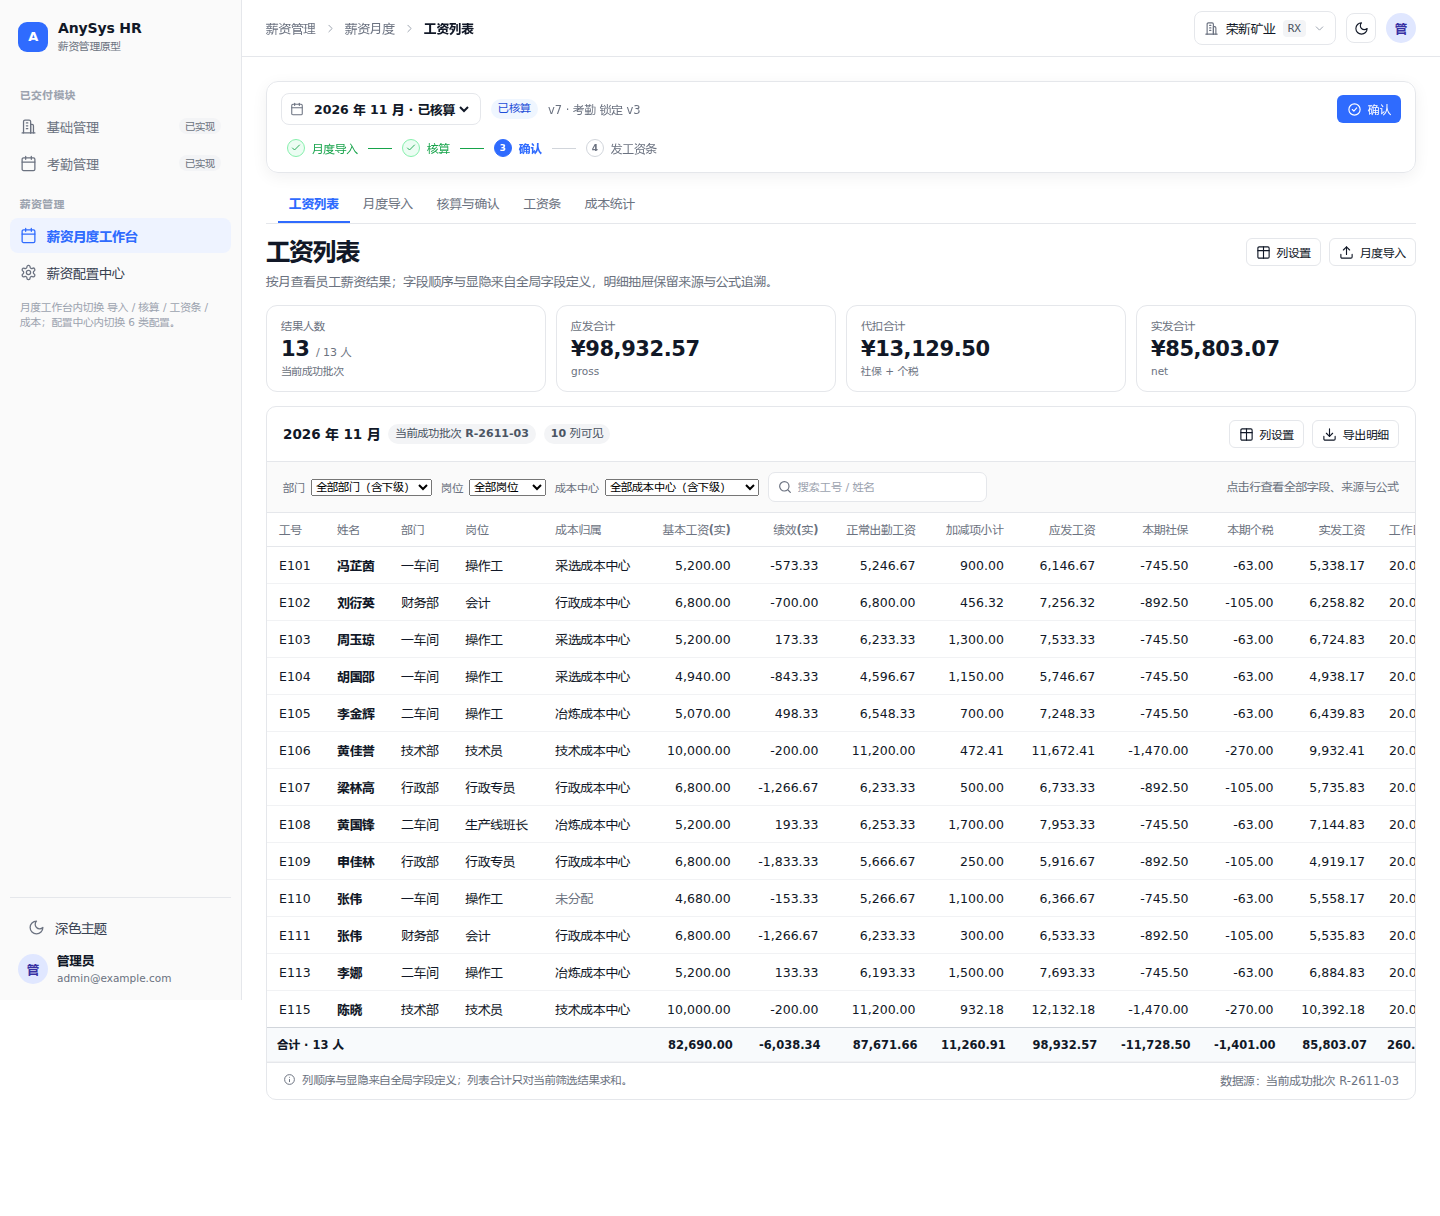 AnySys HR
薪资管理原型
已交付模块
基础管理 已实现
考勤管理 已实现
薪资管理
薪资月度工作台
薪资配置中心
月度工作台内切换 导入 / 核算 / 工资条 /
成本；配置中心内切换 6 类配置。
深色主题
管 管理员
admin@example.com
薪资管理 薪资月度 工资列表
荣新矿业 RX 管
2026 年 11 月 · 已核算 已核算 v7 · 考勤 锁定 v3 确认
月度导入 核算 3 确认 4 发工资条
工资列表 月度导入 核算与确认 工资条 成本统计
工资列表 列设置 月度导入
按月查看员工薪资结果；字段顺序与显隐来自全局字段定义，明细抽屉保留来源与公式追溯。
结果人数 应发合计 代扣合计 实发合计
13 / 13 人 ¥98,932.57 ¥13,129.50 ¥85,803.07
当前成功批次 gross 社保 + 个税 net
2026 年 11 月 当前成功批次 R-2611-03 10 列可见 列设置 导出明细
部门 全部部门（含下级） 岗位 全部岗位 成本中心 全部成本中心（含下级） 搜索工号 / 姓名 点击行查看全部字段、来源与公式
工号 姓名 部门 岗位 成本归属 基本工资(实) 绩效(实) 正常出勤工资 加减项小计 应发工资 本期社保 本期个税 实发工资 工作
E101 冯芷茵 一车间 操作工 采选成本中心 5,200.00 -573.33 5,246.67 900.00 6,146.67 -745.50 -63.00 5,338.17 20.0
E102 刘衍英 财务部 会计 行政成本中心 6,800.00 -700.00 6,800.00 456.32 7,256.32 -892.50 -105.00 6,258.82 20.0
E103 周玉琼 一车间 操作工 采选成本中心 5,200.00 173.33 6,233.33 1,300.00 7,533.33 -745.50 -63.00 6,724.83 20.0
E104 胡国邵 一车间 操作工 采选成本中心 4,940.00 -843.33 4,596.67 1,150.00 5,746.67 -745.50 -63.00 4,938.17 20.0
E105 李金辉 二车间 操作工 冶炼成本中心 5,070.00 498.33 6,548.33 700.00 7,248.33 -745.50 -63.00 6,439.83 20.0
E106 黄佳誉 技术部 技术员 技术成本中心 10,000.00 -200.00 11,200.00 472.41 11,672.41 -1,470.00 -270.00 9,932.41 20.0
E107 梁林高 行政部 行政专员 行政成本中心 6,800.00 -1,266.67 6,233.33 500.00 6,733.33 -892.50 -105.00 5,735.83 20.0
E108 黄国锋 二车间 生产线班长 冶炼成本中心 5,200.00 193.33 6,253.33 1,700.00 7,953.33 -745.50 -63.00 7,144.83 20.0
E109 申佳林 行政部 行政专员 行政成本中心 6,800.00 -1,833.33 5,666.67 250.00 5,916.67 -892.50 -105.00 4,919.17 20.0
E110 张伟 一车间 操作工 未分配 4,680.00 -153.33 5,266.67 1,100.00 6,366.67 -745.50 -63.00 5,558.17 20.0
E111 张伟 财务部 会计 行政成本中心 6,800.00 -1,266.67 6,233.33 300.00 6,533.33 -892.50 -105.00 5,535.83 20.0
E113 李娜 二车间 操作工 冶炼成本中心 5,200.00 133.33 6,193.33 1,500.00 7,693.33 -745.50 -63.00 6,884.83 20.0
E115 陈晓 技术部 技术员 技术成本中心 10,000.00 -200.00 11,200.00 932.18 12,132.18 -1,470.00 -270.00 10,392.18 20.0
合计 · 13 人 82,690.00 -6,038.34 87,671.66 11,260.91 98,932.57 -11,728.50 -1,401.00 85,803.07 260.
列顺序与显隐来自全局字段定义；列表合计只对当前筛选结果求和。 数据源：当前成功批次 R-2611-03